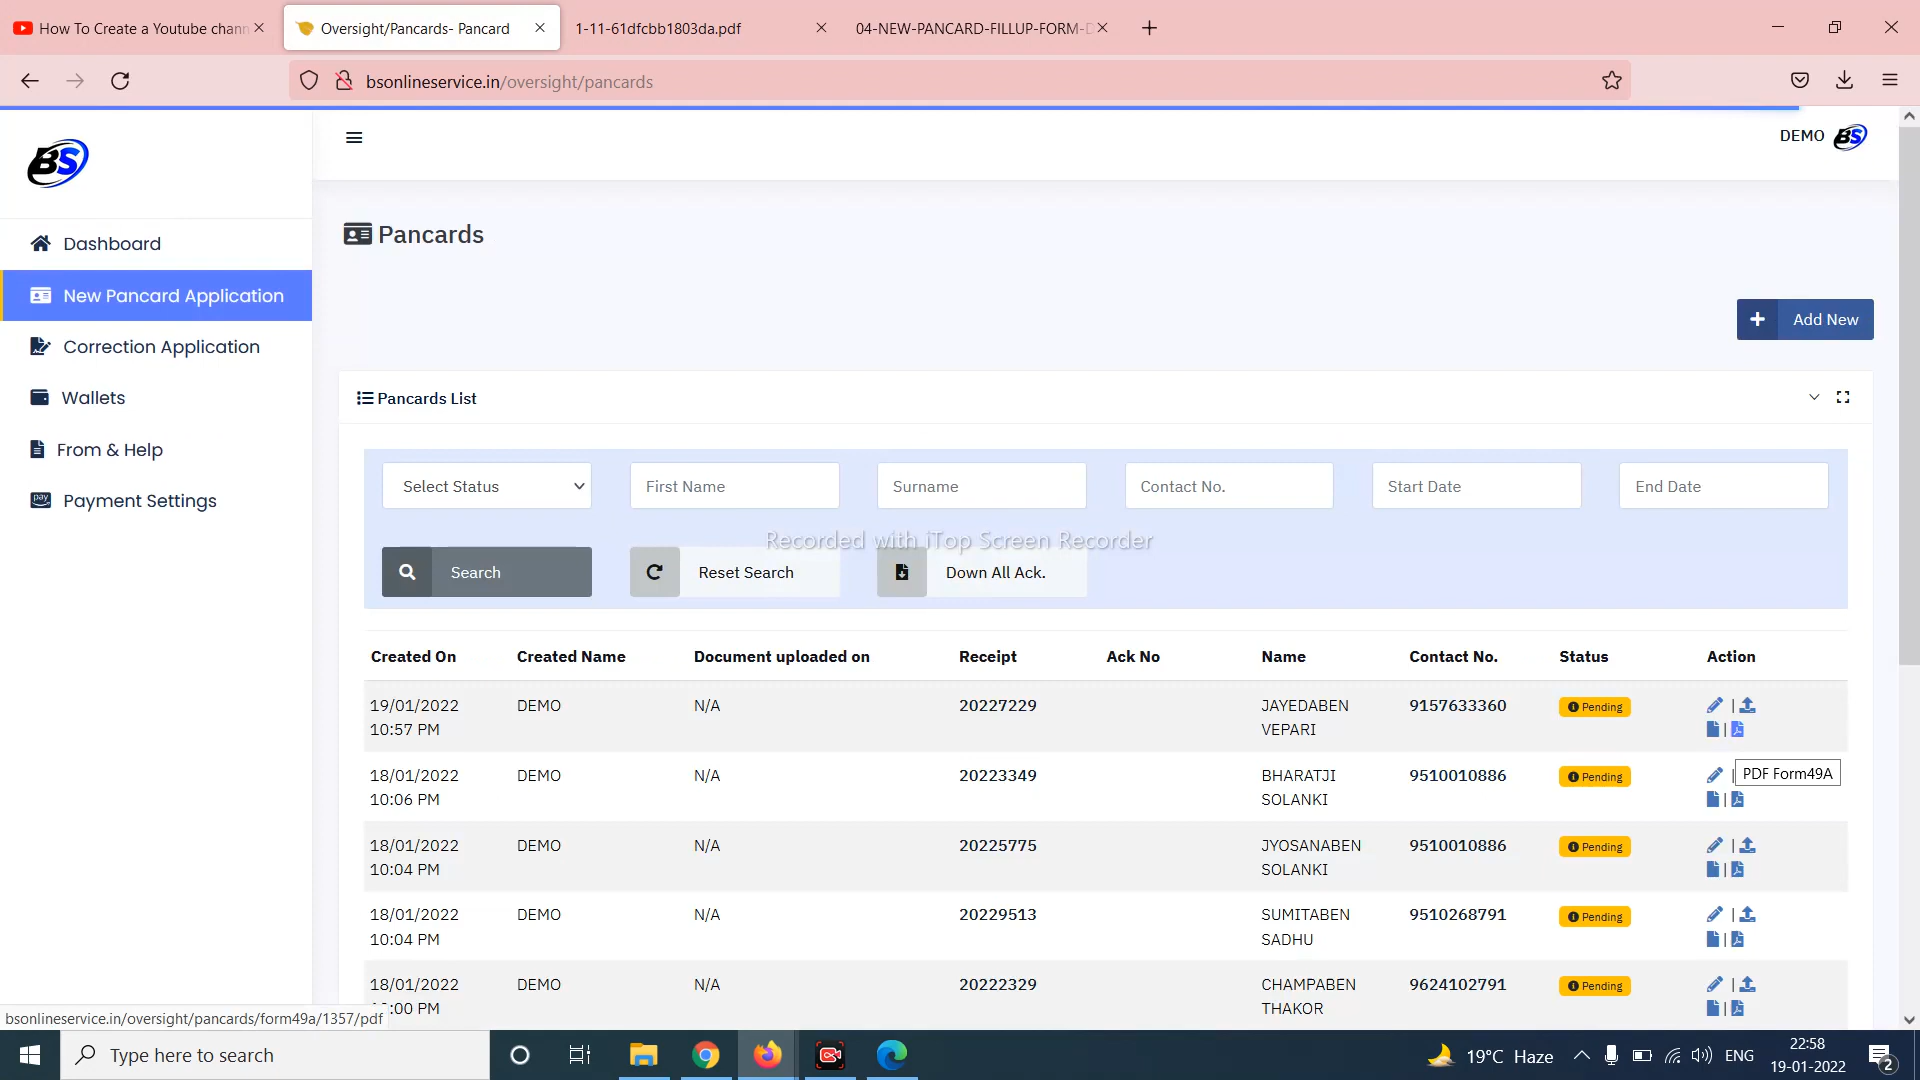 How To Create a Youtube chann
Oversight/Pancards- Pancard
1-11-61dfcbb1803da.pdf
04-NEW-PANCARD-FILLUP-FORM-D
bsonlineservice.in/oversight/pancards
BS
DEMO BS
Pancards
Dashboard
New Pancard Application
Correction Application
Wallets
From & Help
Payment Settings
Add New
Pancards List
Select Status
First Name
Surname
Contact No.
Start Date
End Date
Recorded with iTop Screen Recorder
Search
Reset Search
Down All Ack.
Created On Created Name Document uploaded on Receipt Ack No Name Contact No. Status Action
19/01/2022 DEMO N/A 20227229 JAYEDABEN 9157633360 Pending
10:57 PM VEPARI
18/01/2022 DEMO N/A 20223349 BHARATJI 9510010886 Pending PDF Form49A
10:06 PM SOLANKI
18/01/2022 DEMO N/A 20225775 JYOSANABEN 9510010886 Pending
10:04 PM SOLANKI
18/01/2022 DEMO N/A 20229513 SUMITABEN 9510268791 Pending
10:04 PM SADHU
18/01/2022 DEMO N/A 20222329 CHAMPABEN 9624102791 Pending
:00 PM THAKOR
bsonlineservice.in/oversight/pancards/form49a/1357/pdf
Type here to search
19°C Haze
ENG
22:58
19-01-2022
2